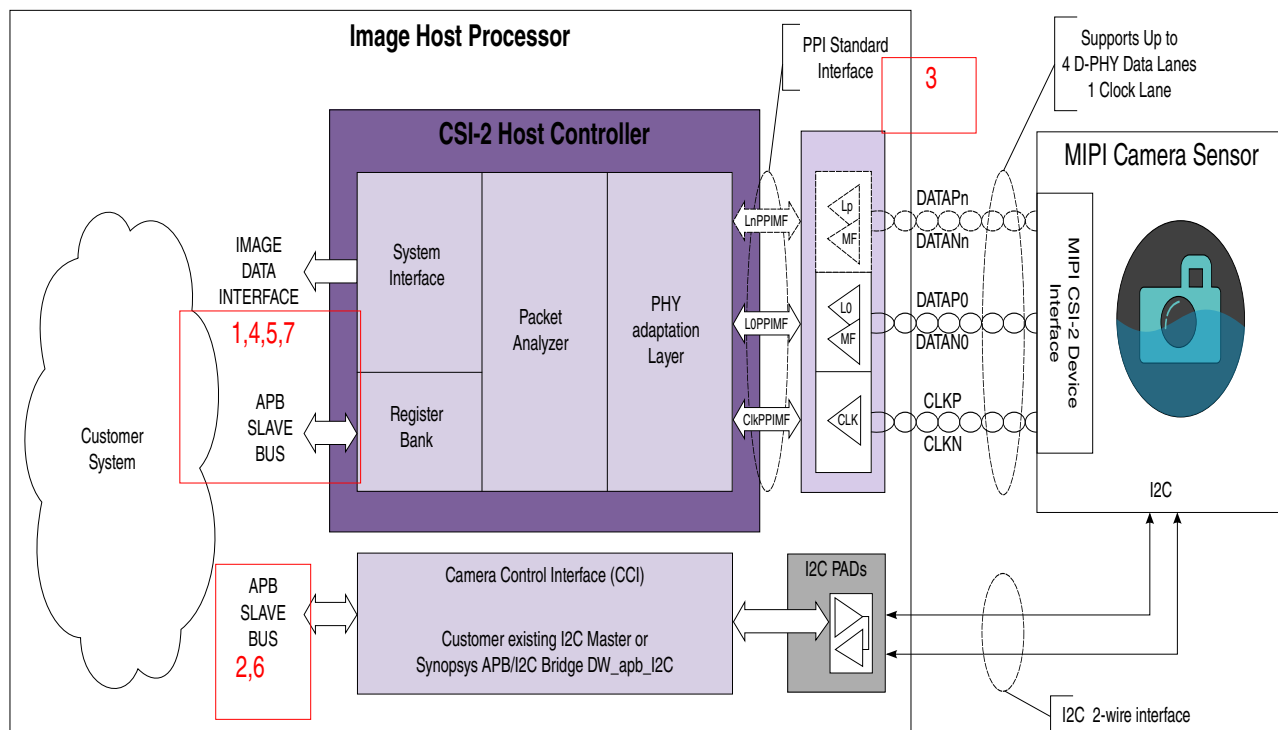 Image Host Processor
PPI Standard
Interface
Supports Up to
4 D-PHY Data Lanes
1 Clock Lane
3
CSI-2 Host Controller
MIPI Camera Sensor
System
Interface
Packet
Analyzer
PHY
adaptation
Layer
Register
Bank
LnPPIMF
L0PPIMF
ClkPPIMF
Lp
MF
L0
MF
CLK
DATAPn
DATANn
DATAP0
DATAN0
CLKP
CLKN
MIPI CSI-2 Device
Interface
I2C
IMAGE
DATA
INTERFACE
1,4,5,7
APB
SLAVE
BUS
Customer
System
APB
SLAVE
BUS
2,6
Camera Control Interface (CCI)
Customer existing I2C Master or
Synopsys APB/I2C Bridge DW_apb_I2C
I2C PADs
I2C 2-wire interface